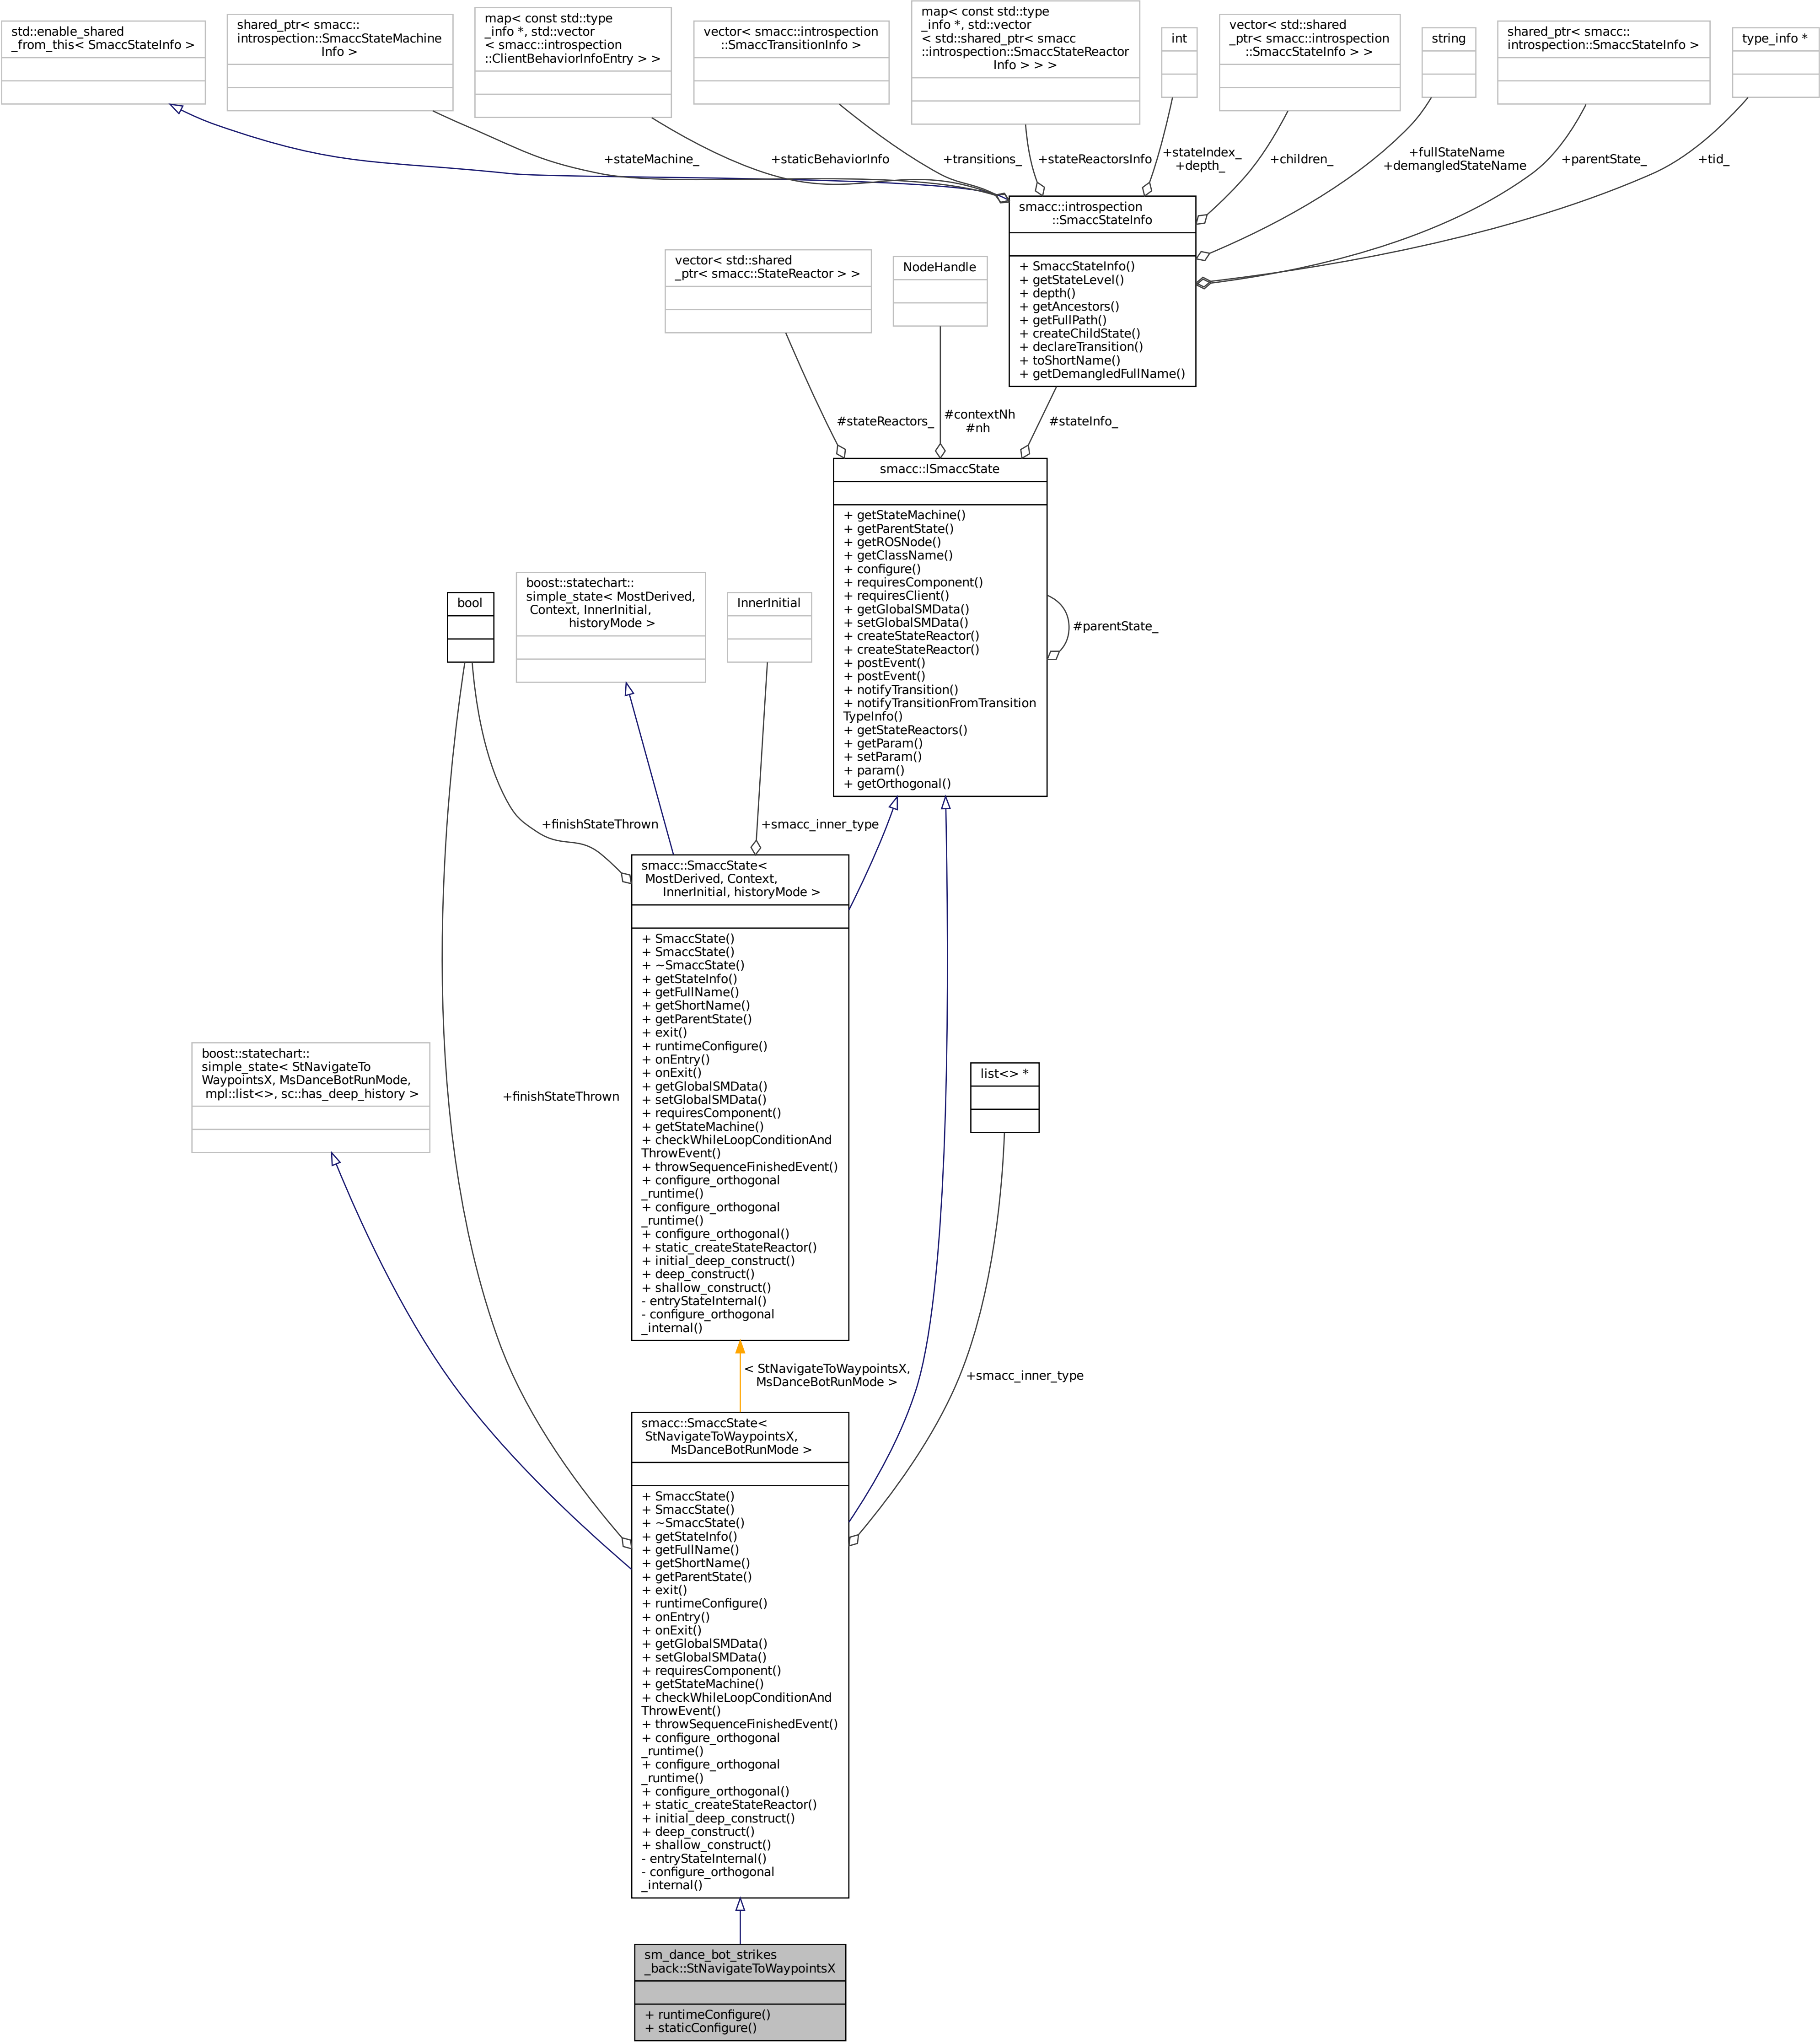 std::enable_shared
_from_this< SmaccStateInfo >
shared_ptr< smacc::
introspection::SmaccStateMachine
Info >
map< const std::type
_info *, std::vector
< smacc::introspection
::ClientBehaviorInfoEntry > >
vector< smacc::introspection
::SmaccTransitionInfo >
map< const std::type
_info *, std::vector
< std::shared_ptr< smacc
::introspection::SmaccStateReactor
Info > > >
int
vector< std::shared
_ptr< smacc::introspection
::SmaccStateInfo > >
string
shared_ptr< smacc::
introspection::SmaccStateInfo >
type_info *
+stateMachine_
+staticBehaviorInfo
+transitions_
+stateReactorsInfo
+stateIndex_
+depth_
+children_
+fullStateName
+demangledStateName
+parentState_
+tid_
smacc::introspection
::SmaccStateInfo
+ SmaccStateInfo()
+ getStateLevel()
+ depth()
+ getAncestors()
+ getFullPath()
+ createChildState()
+ declareTransition()
+ toShortName()
+ getDemangledFullName()
vector< std::shared
_ptr< smacc::StateReactor > >
NodeHandle
#stateReactors_
#contextNh
#nh
#stateInfo_
smacc::ISmaccState
+ getStateMachine()
+ getParentState()
+ getROSNode()
+ getClassName()
+ configure()
+ requiresComponent()
+ requiresClient()
+ getGlobalSMData()
+ setGlobalSMData()
+ createStateReactor()
+ createStateReactor()
+ postEvent()
+ postEvent()
+ notifyTransition()
+ notifyTransitionFromTransition
TypeInfo()
+ getStateReactors()
+ getParam()
+ setParam()
+ param()
+ getOrthogonal()
#parentState_
bool
boost::statechart::
simple_state< MostDerived,
Context, InnerInitial,
historyMode >
InnerInitial
+finishStateThrown
+smacc_inner_type
smacc::SmaccState<
MostDerived, Context,
InnerInitial, historyMode >
+ SmaccState()
+ SmaccState()
+ ~SmaccState()
+ getStateInfo()
+ getFullName()
+ getShortName()
+ getParentState()
+ exit()
+ runtimeConfigure()
+ onEntry()
+ onExit()
+ getGlobalSMData()
+ setGlobalSMData()
+ requiresComponent()
+ getStateMachine()
+ checkWhileLoopConditionAnd
ThrowEvent()
+ throwSequenceFinishedEvent()
+ configure_orthogonal
_runtime()
+ configure_orthogonal
_runtime()
+ configure_orthogonal()
+ static_createStateReactor()
+ initial_deep_construct()
+ deep_construct()
+ shallow_construct()
- entryStateInternal()
- configure_orthogonal
_internal()
boost::statechart::
simple_state< StNavigateTo
WaypointsX, MsDanceBotRunMode,
mpl::list<>, sc::has_deep_history >
+finishStateThrown
list<> *
< StNavigateToWaypointsX,
MsDanceBotRunMode >
+smacc_inner_type
smacc::SmaccState<
StNavigateToWaypointsX,
MsDanceBotRunMode >
+ SmaccState()
+ SmaccState()
+ ~SmaccState()
+ getStateInfo()
+ getFullName()
+ getShortName()
+ getParentState()
+ exit()
+ runtimeConfigure()
+ onEntry()
+ onExit()
+ getGlobalSMData()
+ setGlobalSMData()
+ requiresComponent()
+ getStateMachine()
+ checkWhileLoopConditionAnd
ThrowEvent()
+ throwSequenceFinishedEvent()
+ configure_orthogonal
_runtime()
+ configure_orthogonal
_runtime()
+ configure_orthogonal()
+ static_createStateReactor()
+ initial_deep_construct()
+ deep_construct()
+ shallow_construct()
- entryStateInternal()
- configure_orthogonal
_internal()
sm_dance_bot_strikes
_back::StNavigateToWaypointsX
+ runtimeConfigure()
+ staticConfigure()